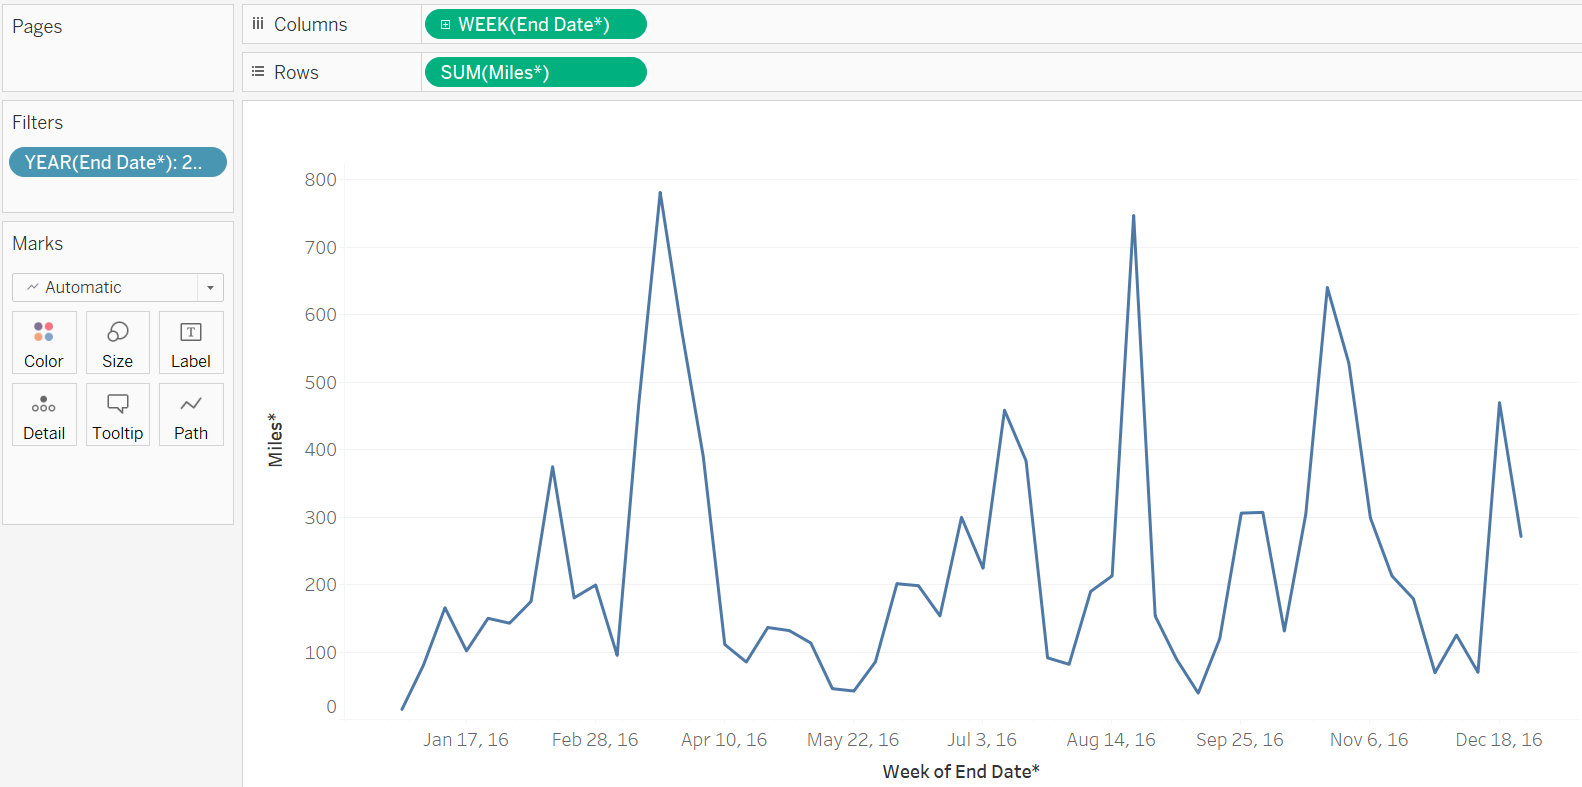 Pages
Columns
WEEK(End Date*)
Rows
SUM(Miles*)
Filters
YEAR(End Date*): 2..
Marks
Automatic
Color Size Label
T
Detail Tooltip Path
800
700
600
500
400
300
200
100
0
Miles*
Jan 17, 16 Feb 28, 16 Apr 10, 16 May 22, 16 Jul 3, 16 Aug 14, 16 Sep 25, 16 Nov 6, 16 Dec 18, 16
Week of End Date*